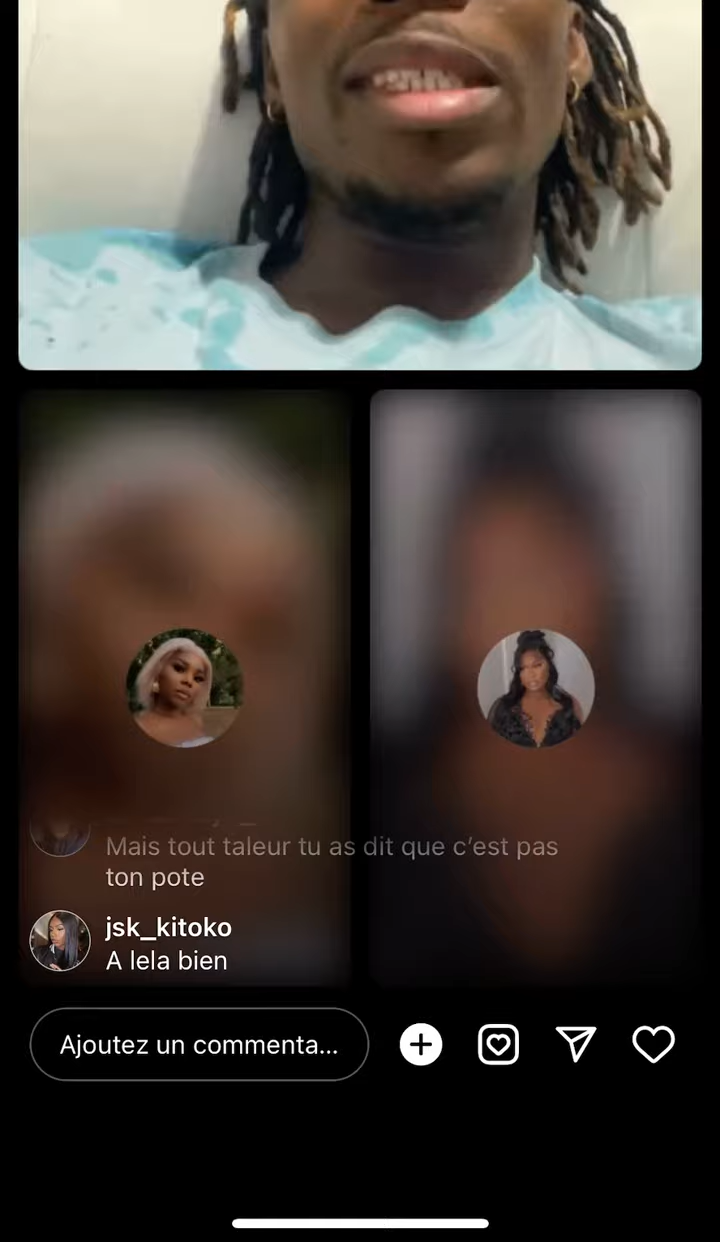 Mais tout taleur tu as dit que c’est pas
ton pote
jsk_kitoko
A lela bien
Ajoutez un commenta...